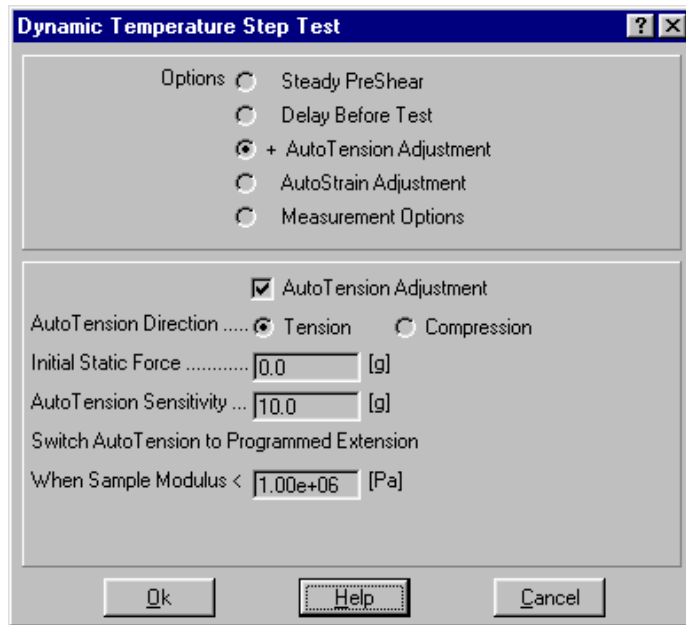 Dynamic Temperature Step Test
Options Steady PreShear
Delay Before Test
+ AutoTension Adjustment
AutoStrain Adjustment
Measurement Options
AutoTension Adjustment
AutoTension Direction ..... Tension Compression
Initial Static Force ............ 0.0 [g]
AutoTension Sensitivity ... 10.0 [g]
Switch AutoTension to Programmed Extension
When Sample Modulus < 1.00e+06 [Pa]
Ok Help Cancel